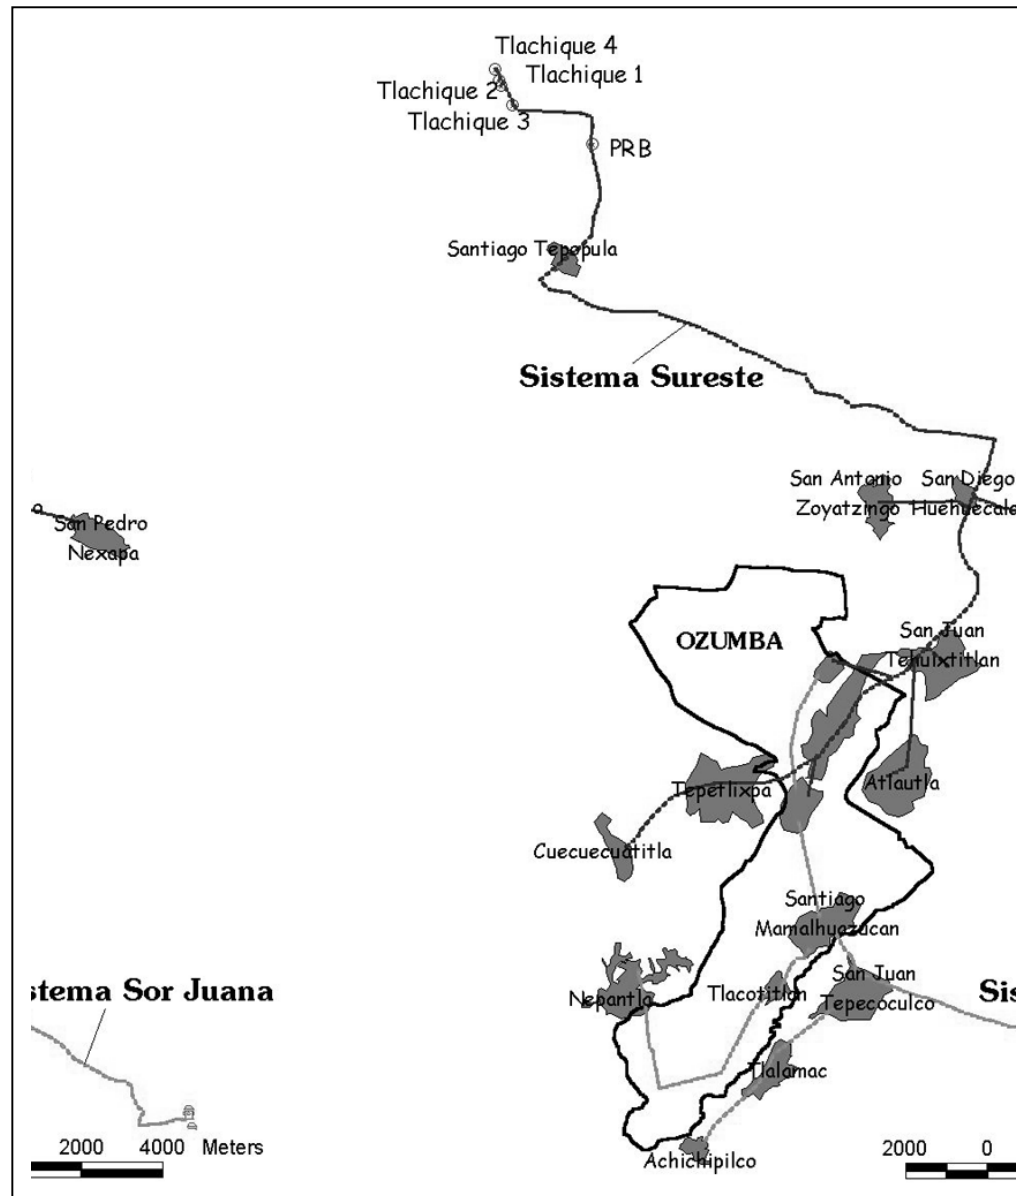 Tlachique 4
Tlachique 1
Tlachique 2
Tlachique 3
PRB
Santiago Tepopula
Sistema Sureste
San Antonio
Zoyatzingo
San Diego
Huehuecalc
San Pedro
Nexapa
OZUMBA
San Juan
Tehuixtitlan
Tepetlixpa
Atlautla
Cuecuecuatitla
Santiago
Mamalhuazucan
stema Sor Juana
Nepantla
Tlacotitlan
San Juan
Tepecoculco
Sis
Tlalamac
Achichipilco
2000 4000 Meters
2000 0